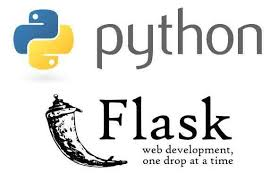 python
Flask
web development,
one drop at a time